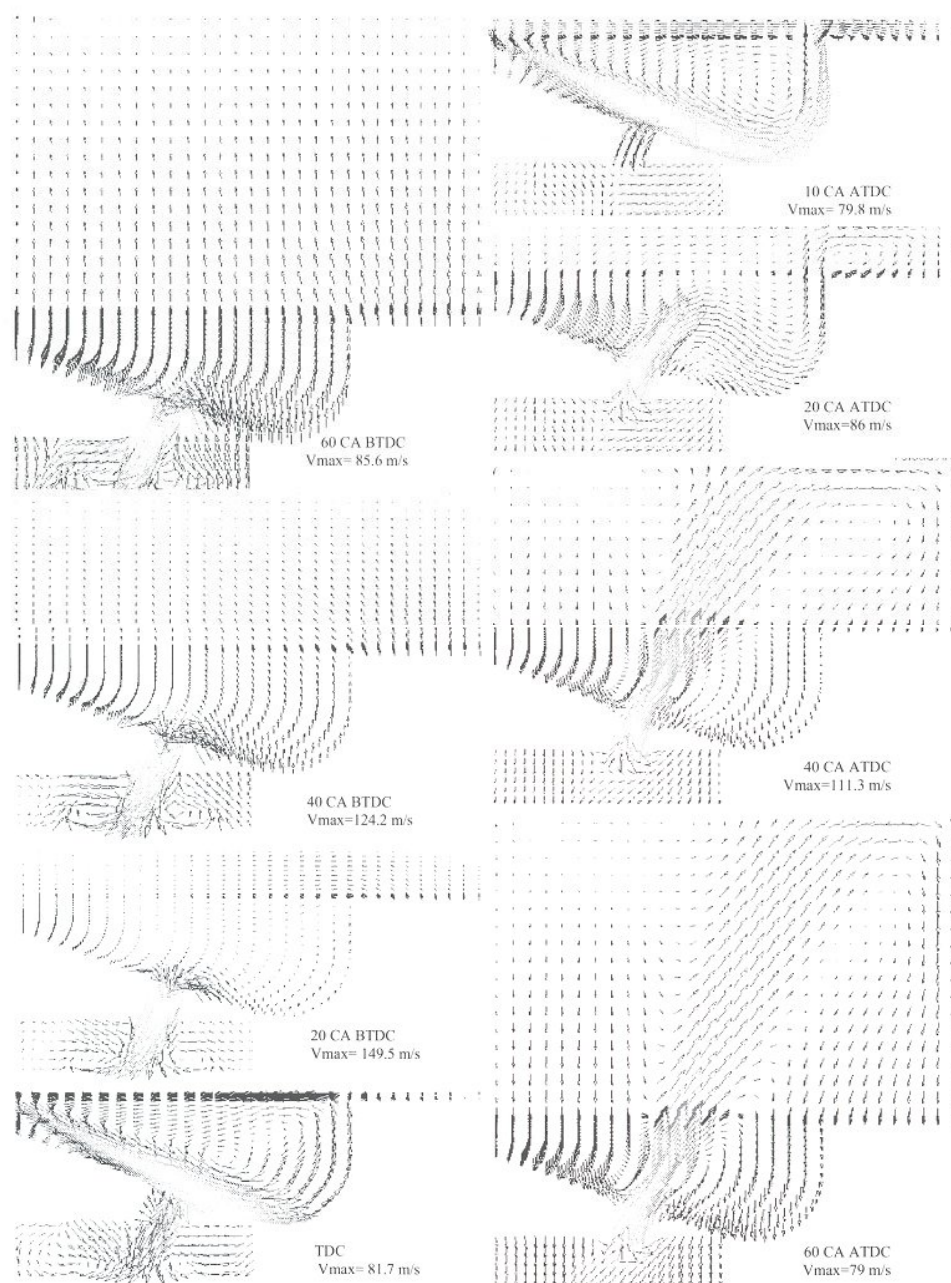 60 CA BTDC
Vmax= 85.6 m/s
40 CA BTDC
Vmax=124.2 m/s
20 CA BTDC
Vmax= 149.5 m/s
TDC
Vmax= 81.7 m/s
10 CA ATDC
Vmax= 79.8 m/s
20 CA ATDC
Vmax=86 m/s
40 CA ATDC
Vmax=111.3 m/s
60 CA ATDC
Vmax=79 m/s